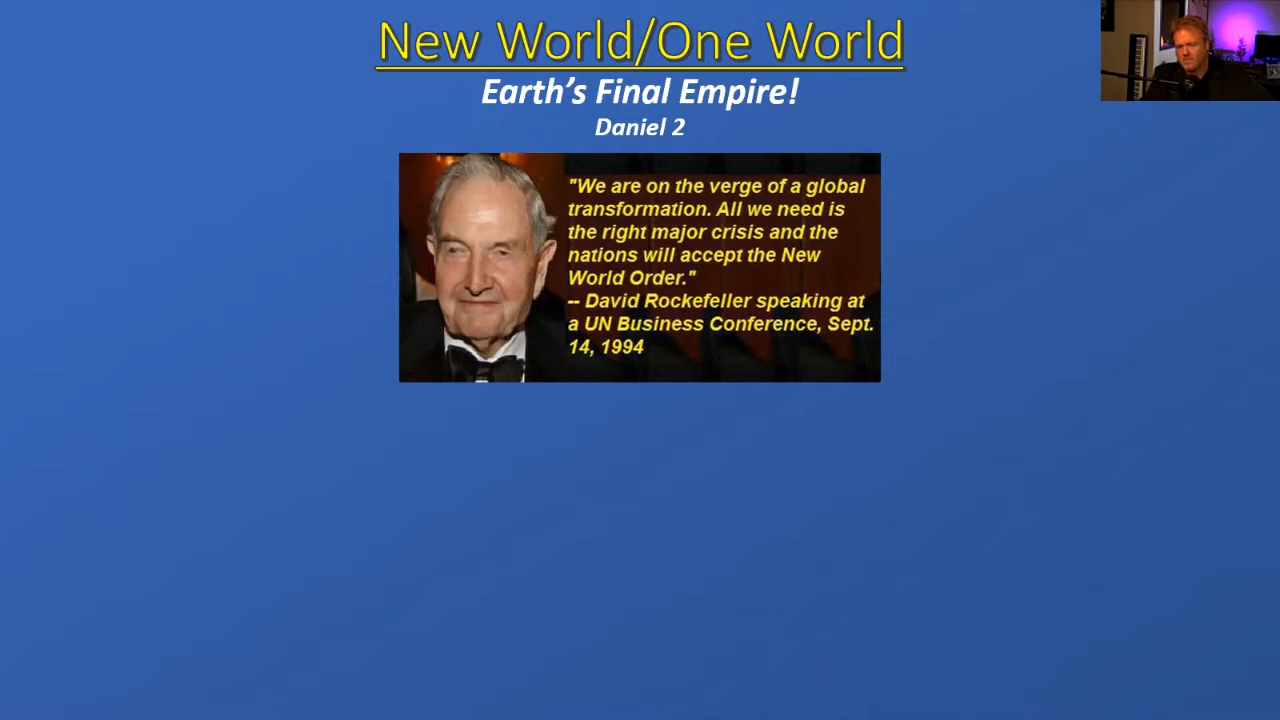 New World/One World
Earth's Final Empire!
Daniel 2
"We are on the verge of a global
transformation. All we need is
the right major crisis and the
nations will accept the New
World Order."
-- David Rockefeller speaking at
a UN Business Conference, Sept.
14, 1994